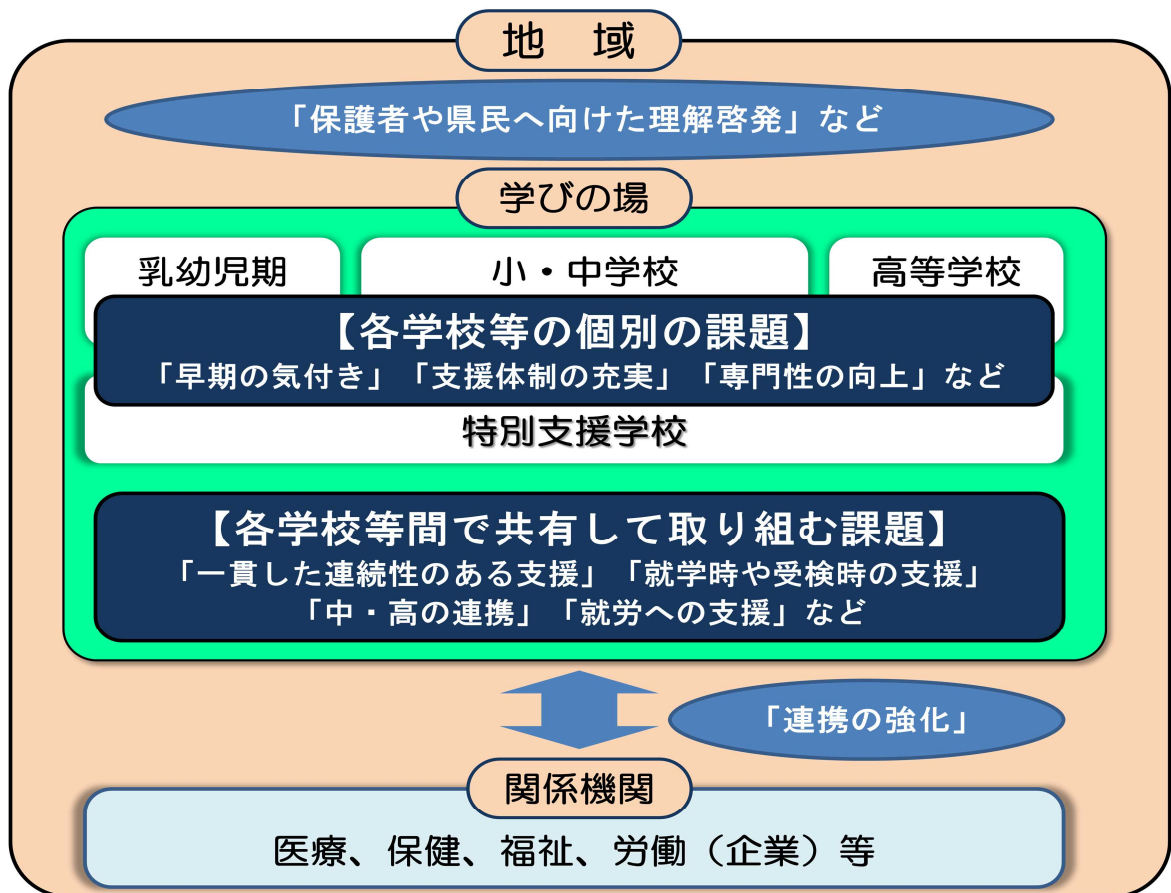 地　域
「保護者や県民へ向けた理解啓発」など
学びの場
乳幼児期
小・中学校
高等学校
【各学校等の個別の課題】
「早期の気付き」「支援体制の充実」「専門性の向上」など
特別支援学校
【各学校等間で共有して取り組む課題】
「一貫した連続性のある支援」「就学時や受検時の支援」
「中・高の連携」「就労への支援」など
「連携の強化」
関係機関
医療、保健、福祉、労働（企業）等